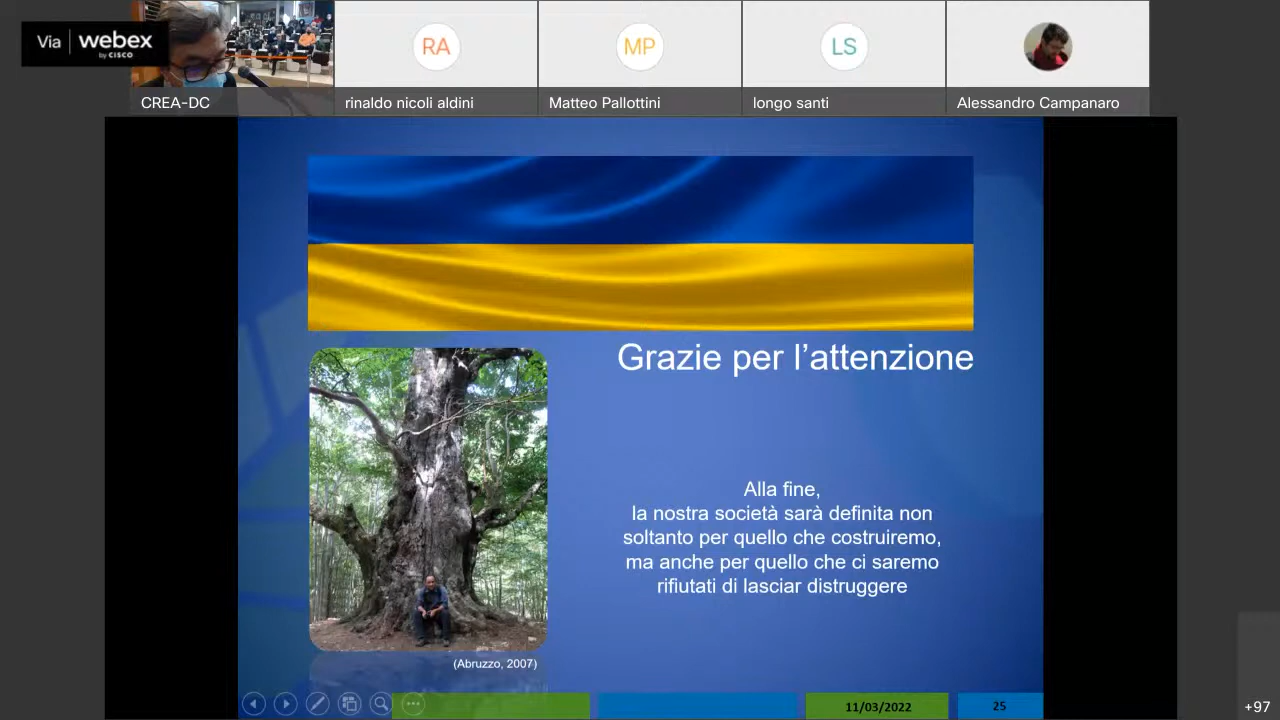 Via webex
by CISCO
RA
MP
LS
CREA-DC
rinaldo nicoli aldini
Matteo Pallottini
longo santi
Alessandro Campanaro
Grazie per l’attenzione
Alla fine,
la nostra società sarà definita non
soltanto per quello che costruiremo,
ma anche per quello che ci saremo
rifiutati di lasciar distruggere
(Abruzzo, 2007)
11/03/2022
25
+97